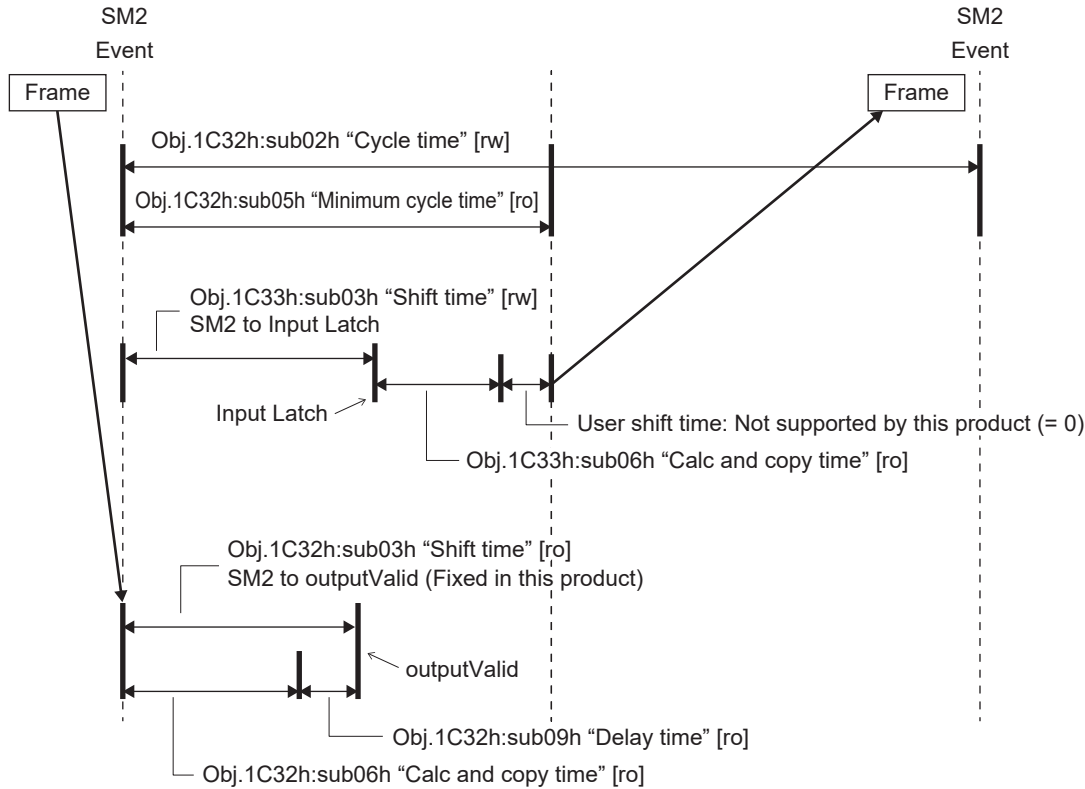 SM2
Event
SM2
Event
Frame
Frame
Obj.1C32h:sub02h “Cycle time” [rw]
Obj.1C32h:sub05h “Minimum cycle time” [ro]
Obj.1C33h:sub03h “Shift time” [rw]
SM2 to Input Latch
Input Latch
User shift time: Not supported by this product (= 0)
Obj.1C33h:sub06h “Calc and copy time” [ro]
Obj.1C32h:sub03h “Shift time” [ro]
SM2 to outputValid (Fixed in this product)
outputValid
Obj.1C32h:sub09h “Delay time” [ro]
Obj.1C32h:sub06h “Calc and copy time” [ro]